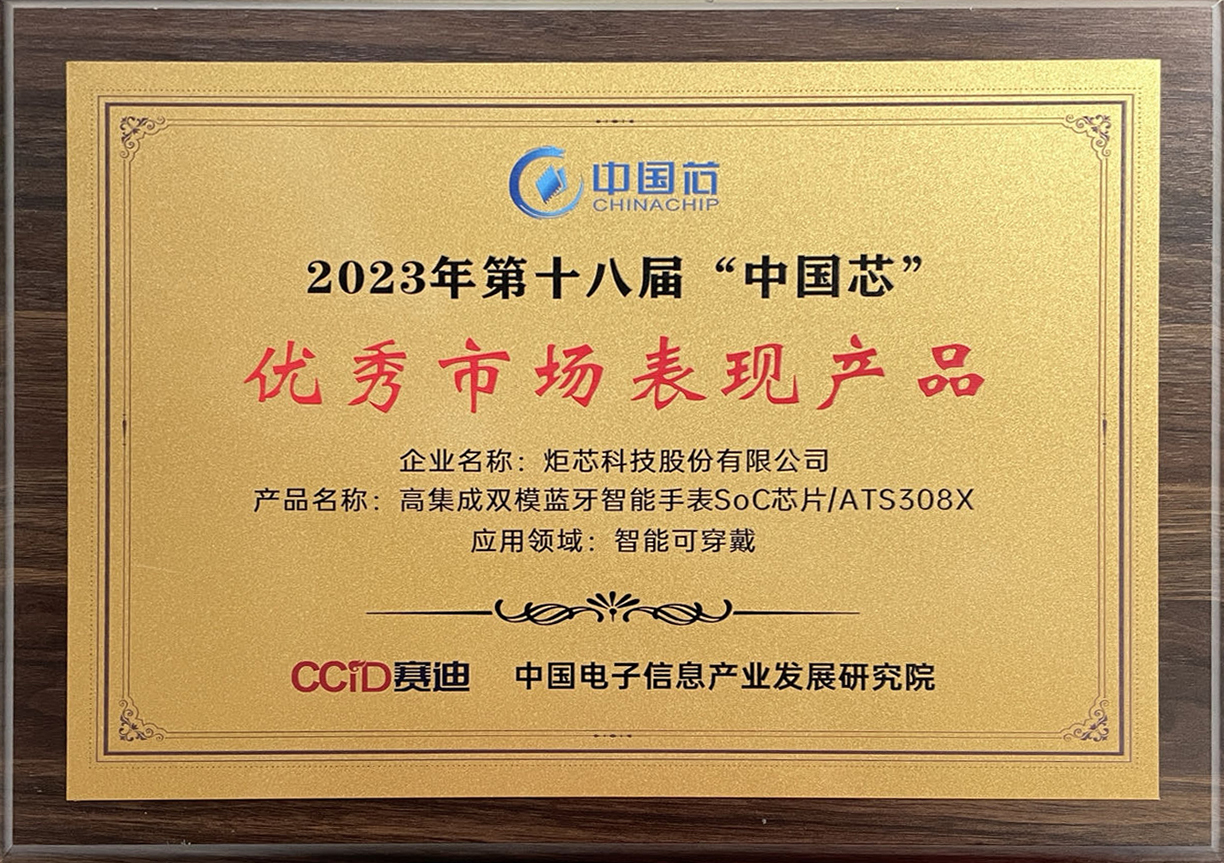 中国芯
CHINACHIP
2023年第十八届“中国芯”
优秀市场表现产品
企业名称：炬芯科技股份有限公司
产品名称：高集成双模蓝牙智能手表SoC芯片/ATS308X
应用领域：智能可穿戴
CCID赛迪 中国电子信息产业发展研究院